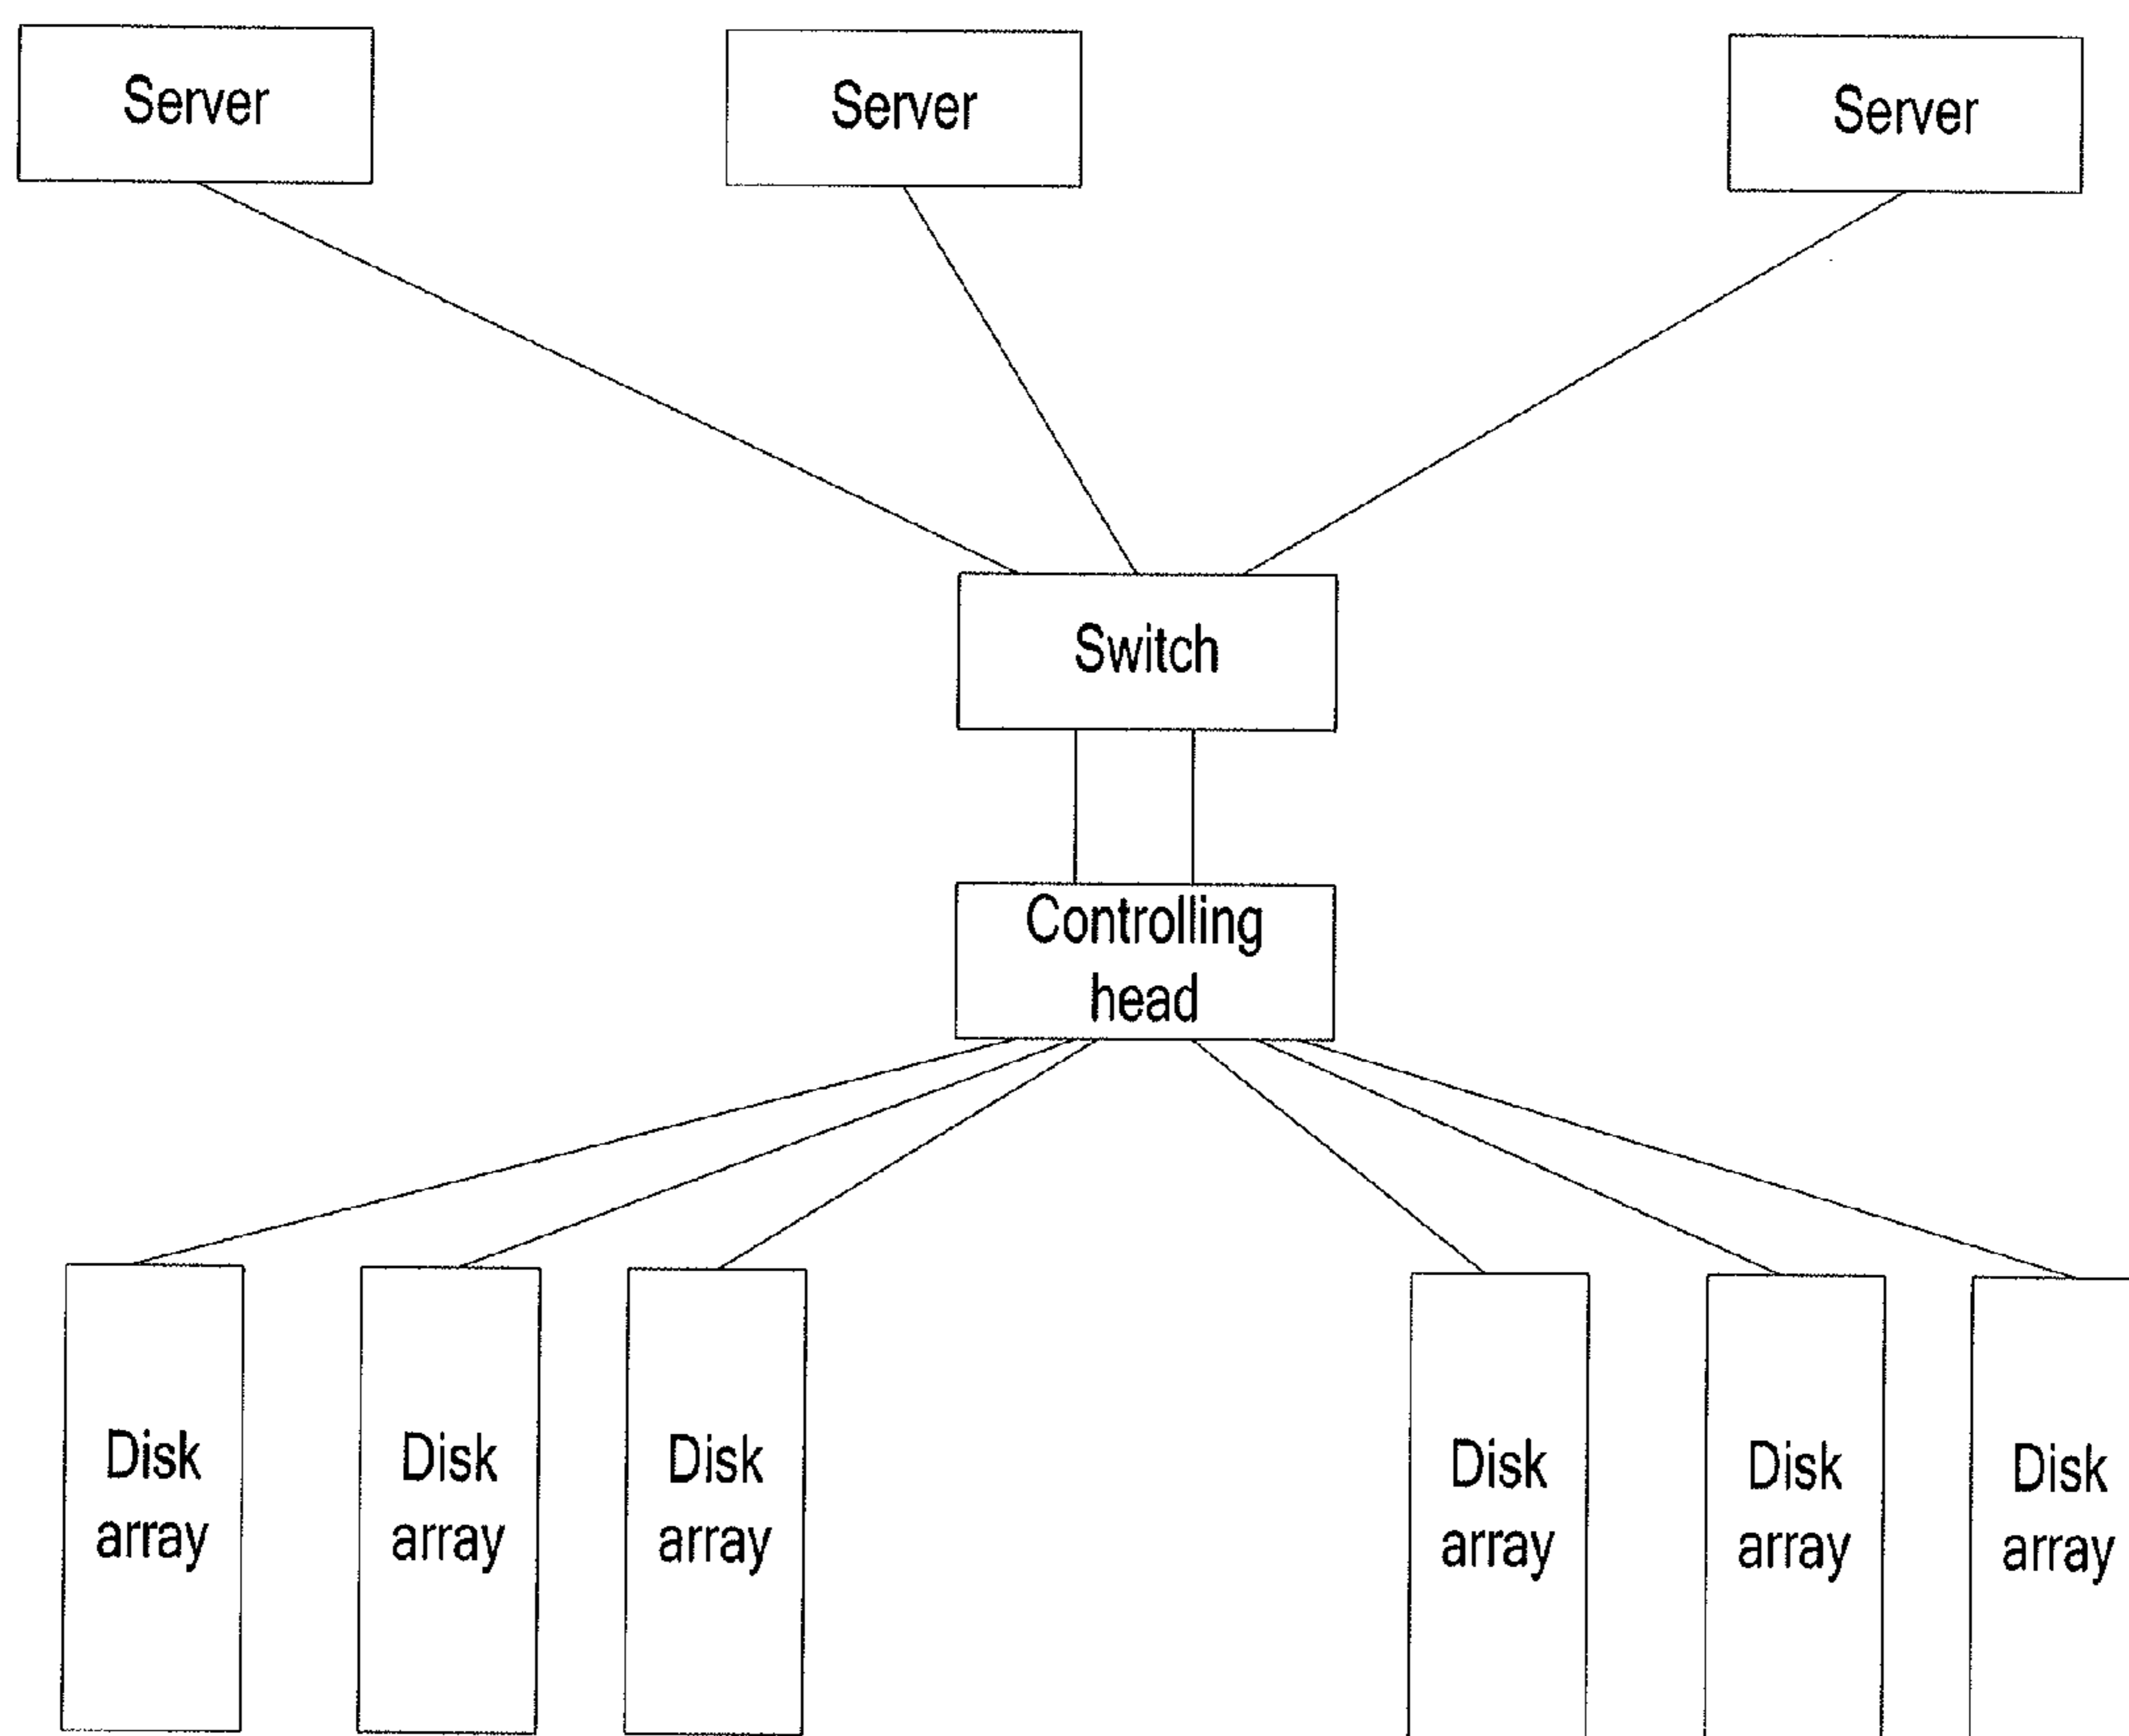 Server
Server
Server
Switch
Controlling
head
Disk
array
Disk
array
Disk
array
Disk
array
Disk
array
Disk
array